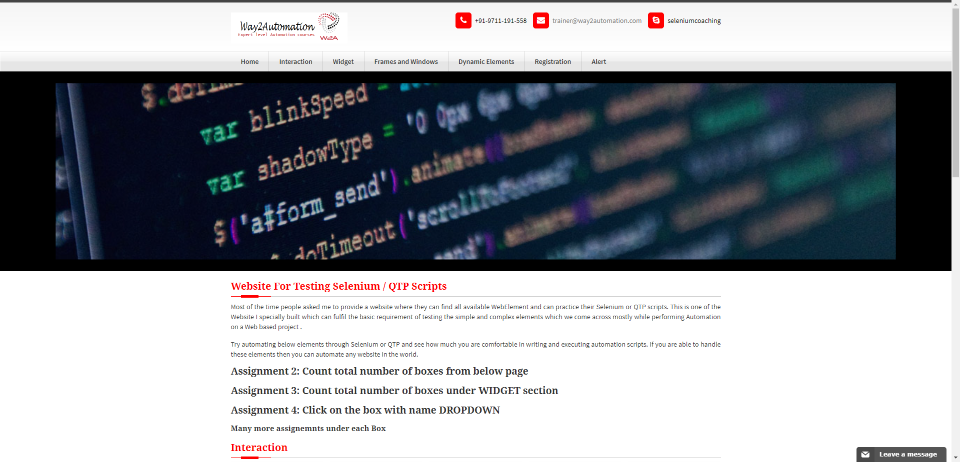 Way2Automation
Expert level Automation courses
W2A
+91-9711-191-558
trainer@way2automation.com
seleniumcoaching
Home
Interaction
Widget
Frames and Windows
Dynamic Elements
Registration
Alert
var blinkSpeed =
var shadowType = '0 0px 0px 0px
$('a#form_send').animate(
doTimeout('scrollToFooter'
Website For Testing Selenium / QTP Scripts
Most of the time people asked me to provide a website where they can find all available WebElement and can practice their Selenium or QTP scripts. This is one of the
Website I specially built which can fulfil the basic requirement of testing the simple and complex elements which we come across mostly while performing Automation
on a Web based project .
Try automating below elements through Selenium or QTP and see how much you are comfortable in writing and executing automation scripts. If you are able to handle
these elements then you can automate any website in the world.
Assignment 2: Count total number of boxes from below page
Assignment 3: Count total number of boxes under WIDGET section
Assignment 4: Click on the box with name DROPDOWN
Many more assignemnts under each Box
Interaction
Leave a message